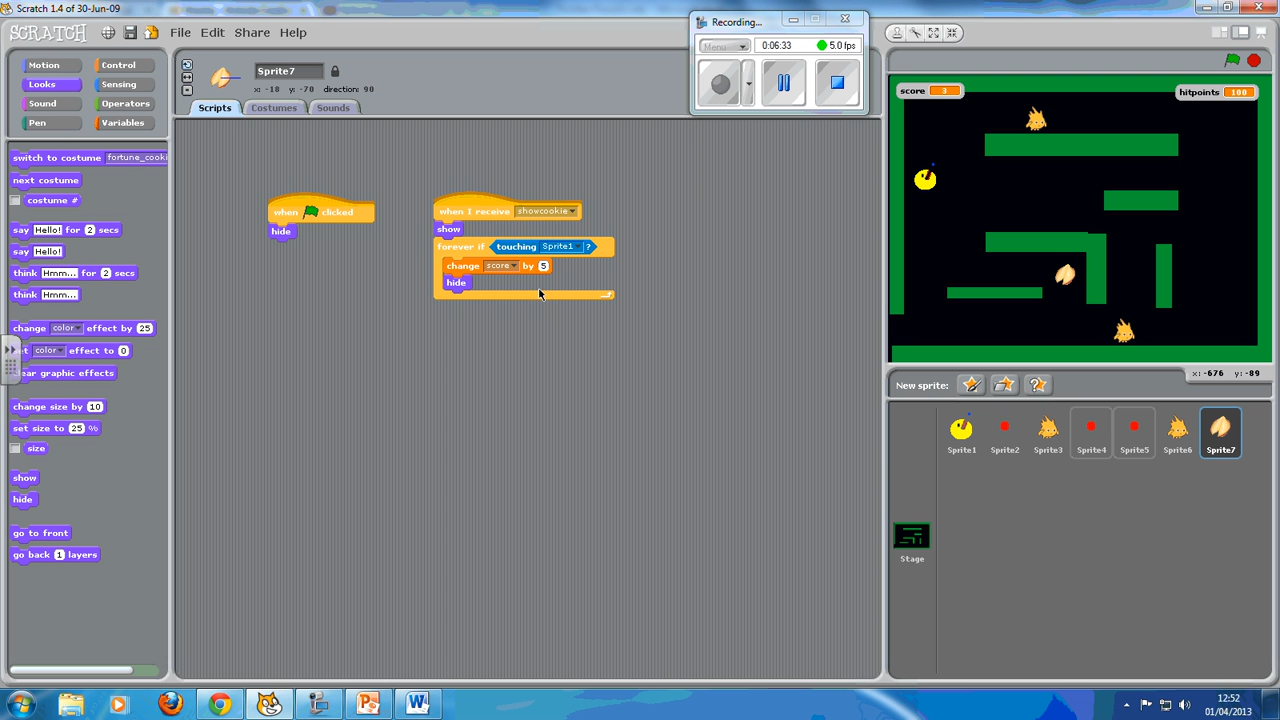 Scratch 1.4 of 30-Jun-09
SCRATCH
File Edit Share Help
Recording...
Menu
0:06:33
5.0 fps
Motion
Control
Looks
Sensing
Sound
Operators
Pen
Variables
Sprite7
x: -18 y: -70 direction: 90
Scripts
Costumes
Sounds
switch to costume fortune_cooki
next costume
costume #
say Hello! for 2 secs
say Hello!
think Hmm... for 2 secs
think Hmm...
change color effect by 25
color effect to 0
ear graphic effects
change size by 10
set size to 25 %
size
show
hide
go to front
go back 1 layers
when clicked
hide
when I receive showcookie
show
forever if touching Sprite1 ?
change score by 5
hide
score 3
hitpoints 100
x: -676 y: -89
New sprite:
Sprite1
Sprite2
Sprite3
Sprite4
Sprite5
Sprite6
Sprite7
Stage
12:52
01/04/2013